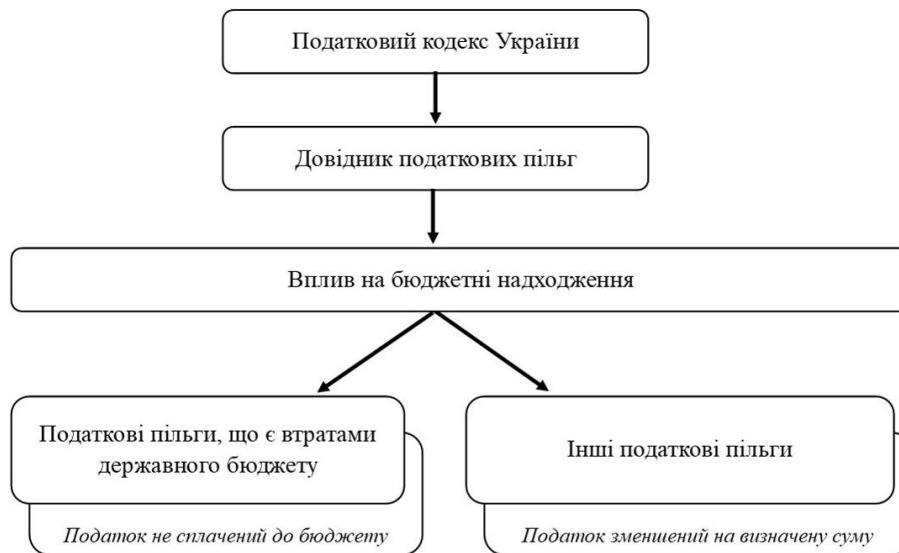 Податковий кодекс України
Довідник податкових пільг
Вплив на бюджетні надходження
Податкові пільги, що є втратами
державного бюджету
Податок не сплачений до бюджету
Інші податкові пільги
Податок зменшений на визначену суму